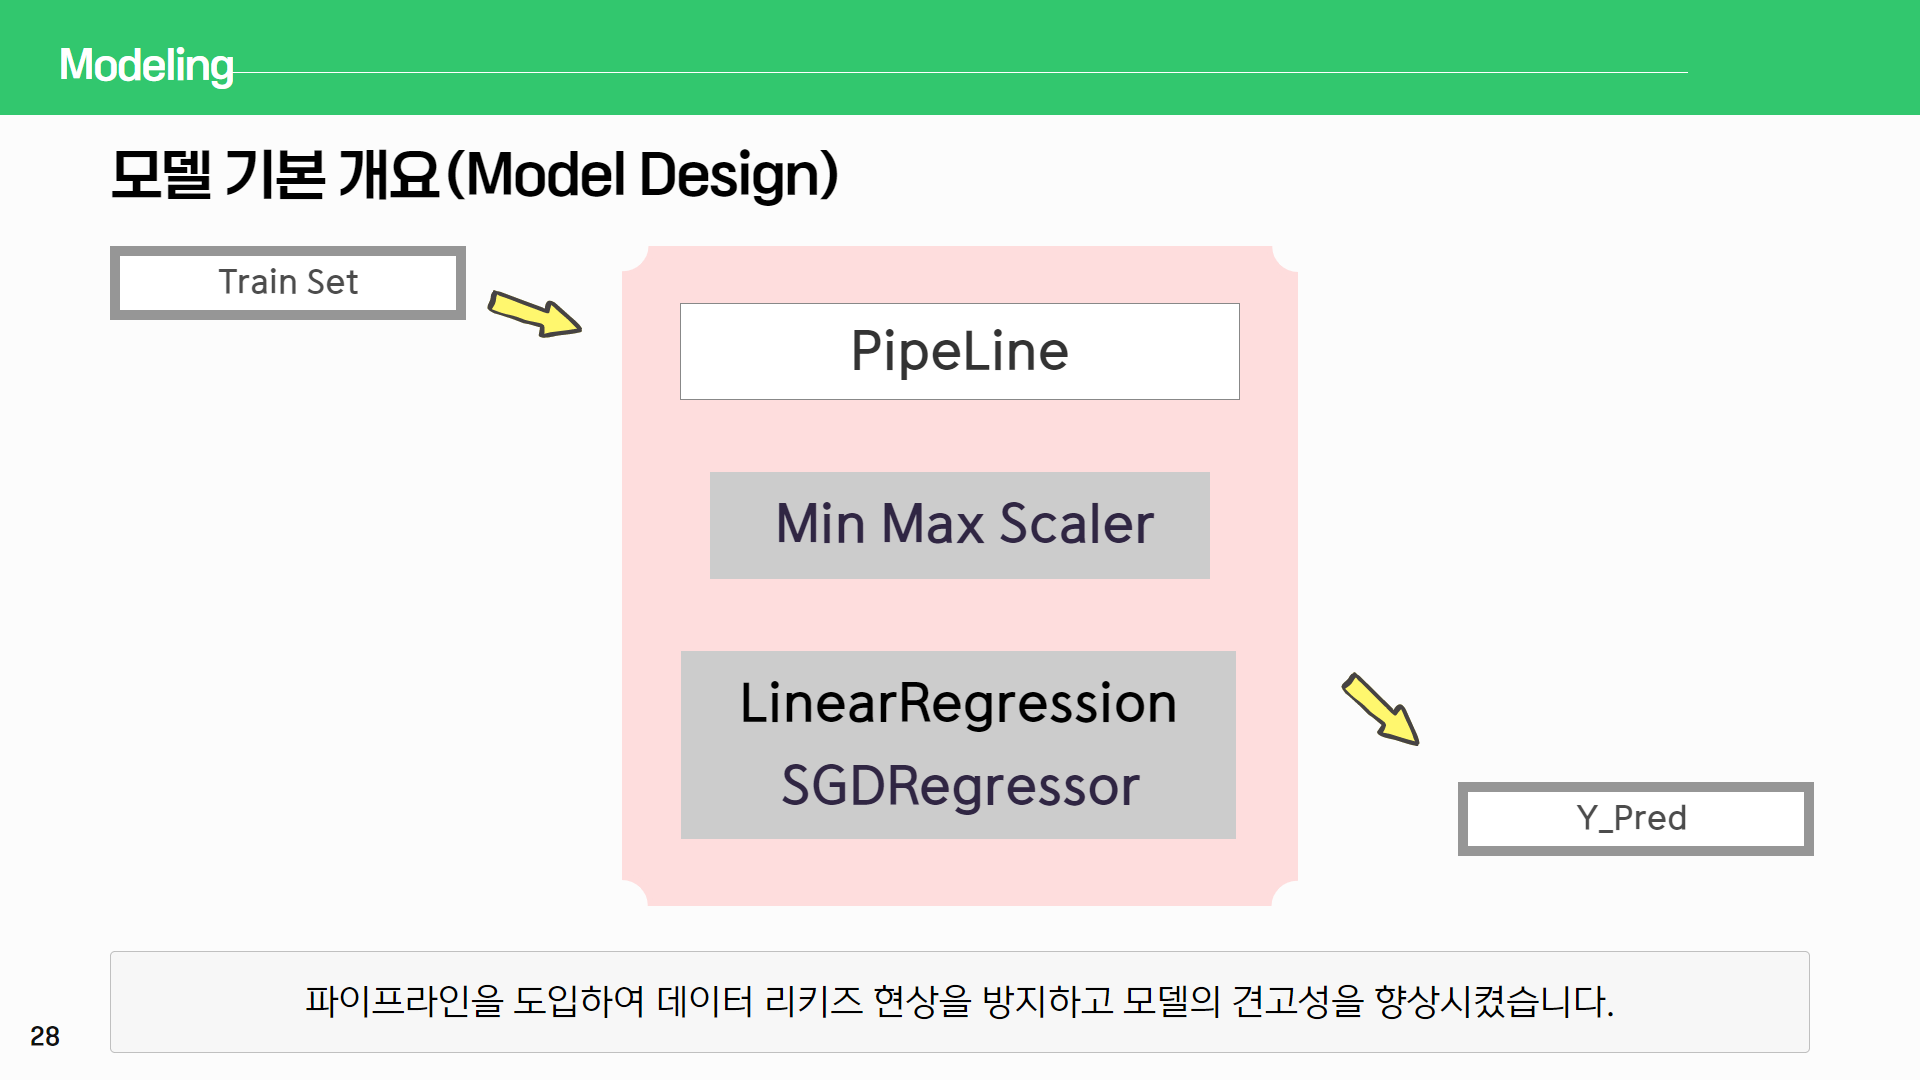 Modeling
모델 기본 개요(Model Design)
Train Set
PipeLine
Min Max Scaler
LinearRegression
SGDRegressor
Y_Pred
파이프라인을 도입하여 데이터 리키즈 현상을 방지하고 모델의 견고성을 향상시켰습니다.
28